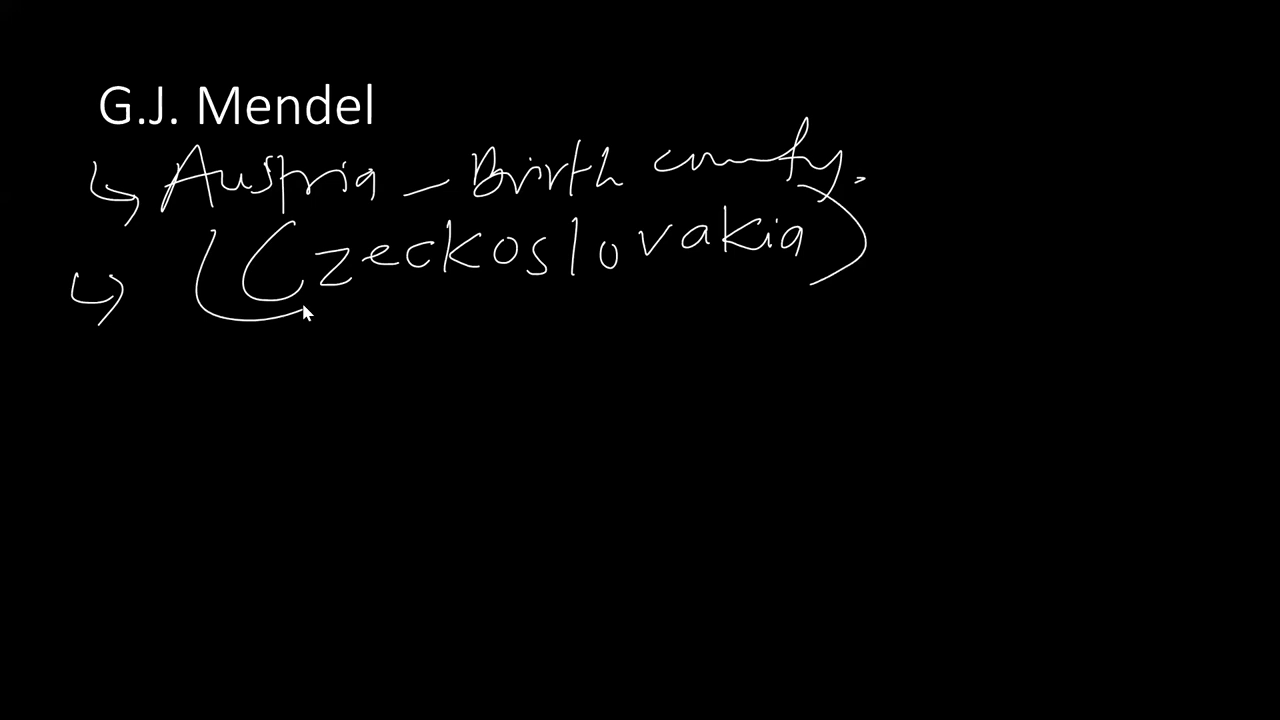 G.J. Mendel
↳ Austria - Birth country.
↳ (Czeckoslovakia)